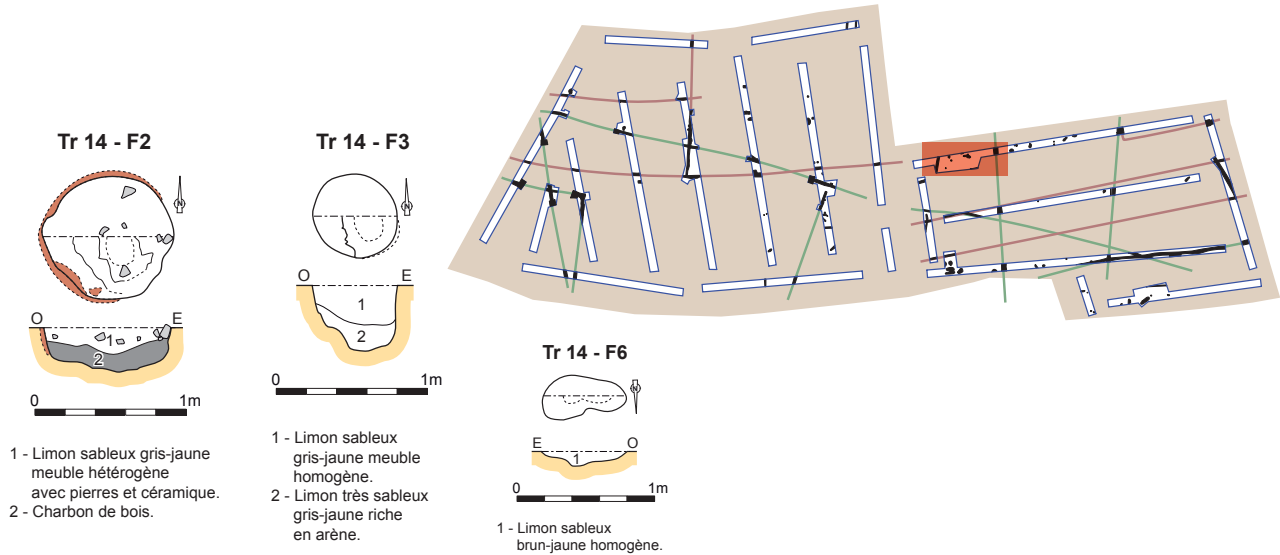 Tr 14 - F2
N
O E
1
2
0 1m
1 - Limon sableux gris-jaune
meuble hétérogène
avec pierres et céramique.
2 - Charbon de bois.
Tr 14 - F3
N
O E
1
2
0 1m
1 - Limon sableux
gris-jaune meuble
homogène.
2 - Limon très sableux
gris-jaune riche
en arène.
Tr 14 - F6
N
E O
1
0 1m
1 - Limon sableux
brun-jaune homogène.